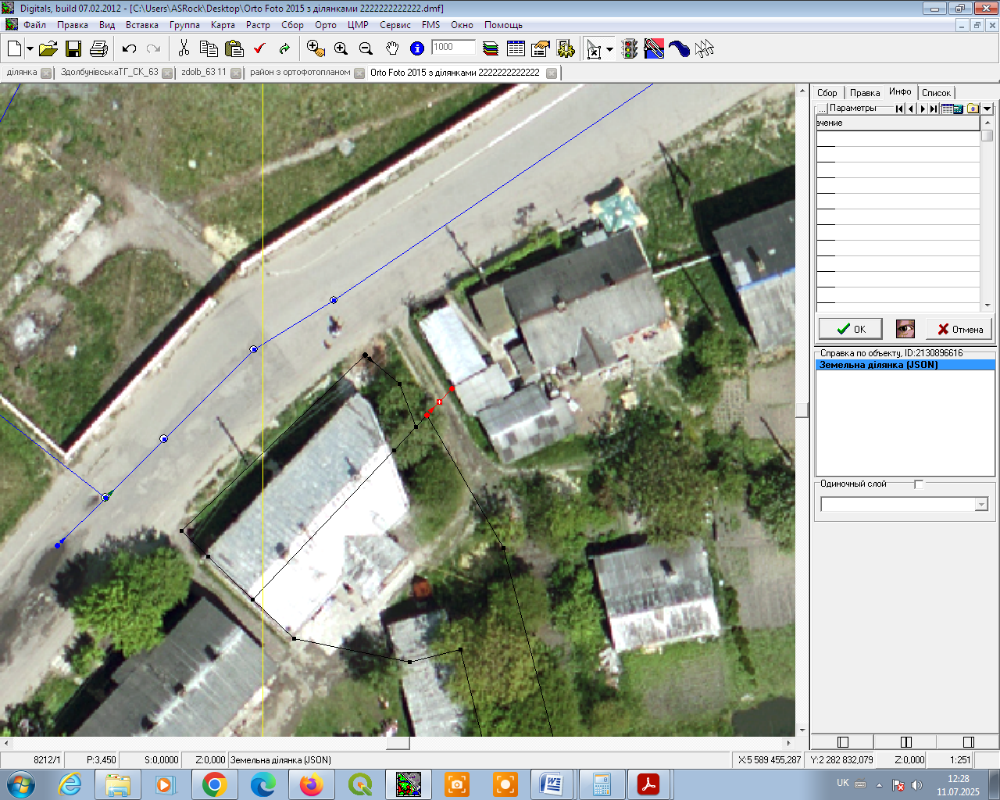 Digitals, build 07.02.2012 - [C:\Users\ASRock\Desktop\Orto Foto 2015 з ділянками 2222222222222.dmf]
Файл Правка Вид Вставка Группа Карта Растр Сбор Орто ЦМР Сервис FMS Окно Помощь
1000
ділянка ЗдолбунівськаТГ_СК_63 zdolb_63 11 район з ортофотопланом Orto Foto 2015 з ділянками 2222222222222
Сбор Правка Инфо Список
... Параметры
ачение
OK Отмена
Справка по объекту, ID:2130896616
Земельна ділянка (JSON)
Одиночный слой
8212/1 P:3,450 S:0,0000 Z:0,000 Земельна ділянка (JSON) X:5 589 455,287 Y:2 282 832,079 Z:0,000 1:251
UK 12:28
11.07.2025